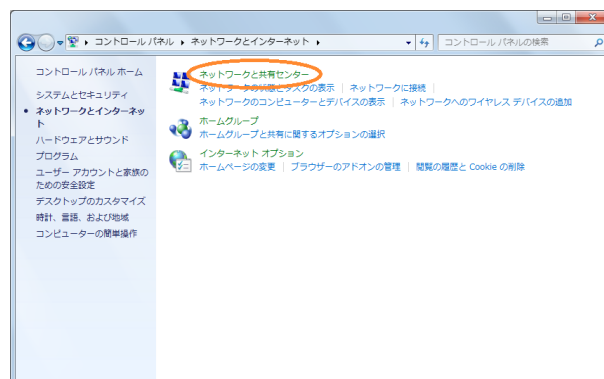 コントロール パネル ▸ ネットワークとインターネット ▸
コントロール パネルの検索
コントロール パネル ホーム
システムとセキュリティ
ネットワークとインターネッ
ト
ハードウェアとサウンド
プログラム
ユーザー アカウントと家族の
ための安全設定
デスクトップのカスタマイズ
時計、言語、および地域
コンピューターの簡単操作
ネットワークと共有センター
ネットワークの状態とタスクの表示 | ネットワークに接続 |
ネットワークのコンピューターとデバイスの表示 | ネットワークへのワイヤレス デバイスの追加
ホームグループ
ホームグループと共有に関するオプションの選択
インターネット オプション
ホームページの変更 | ブラウザーのアドオンの管理 | 閲覧の履歴と Cookie の削除